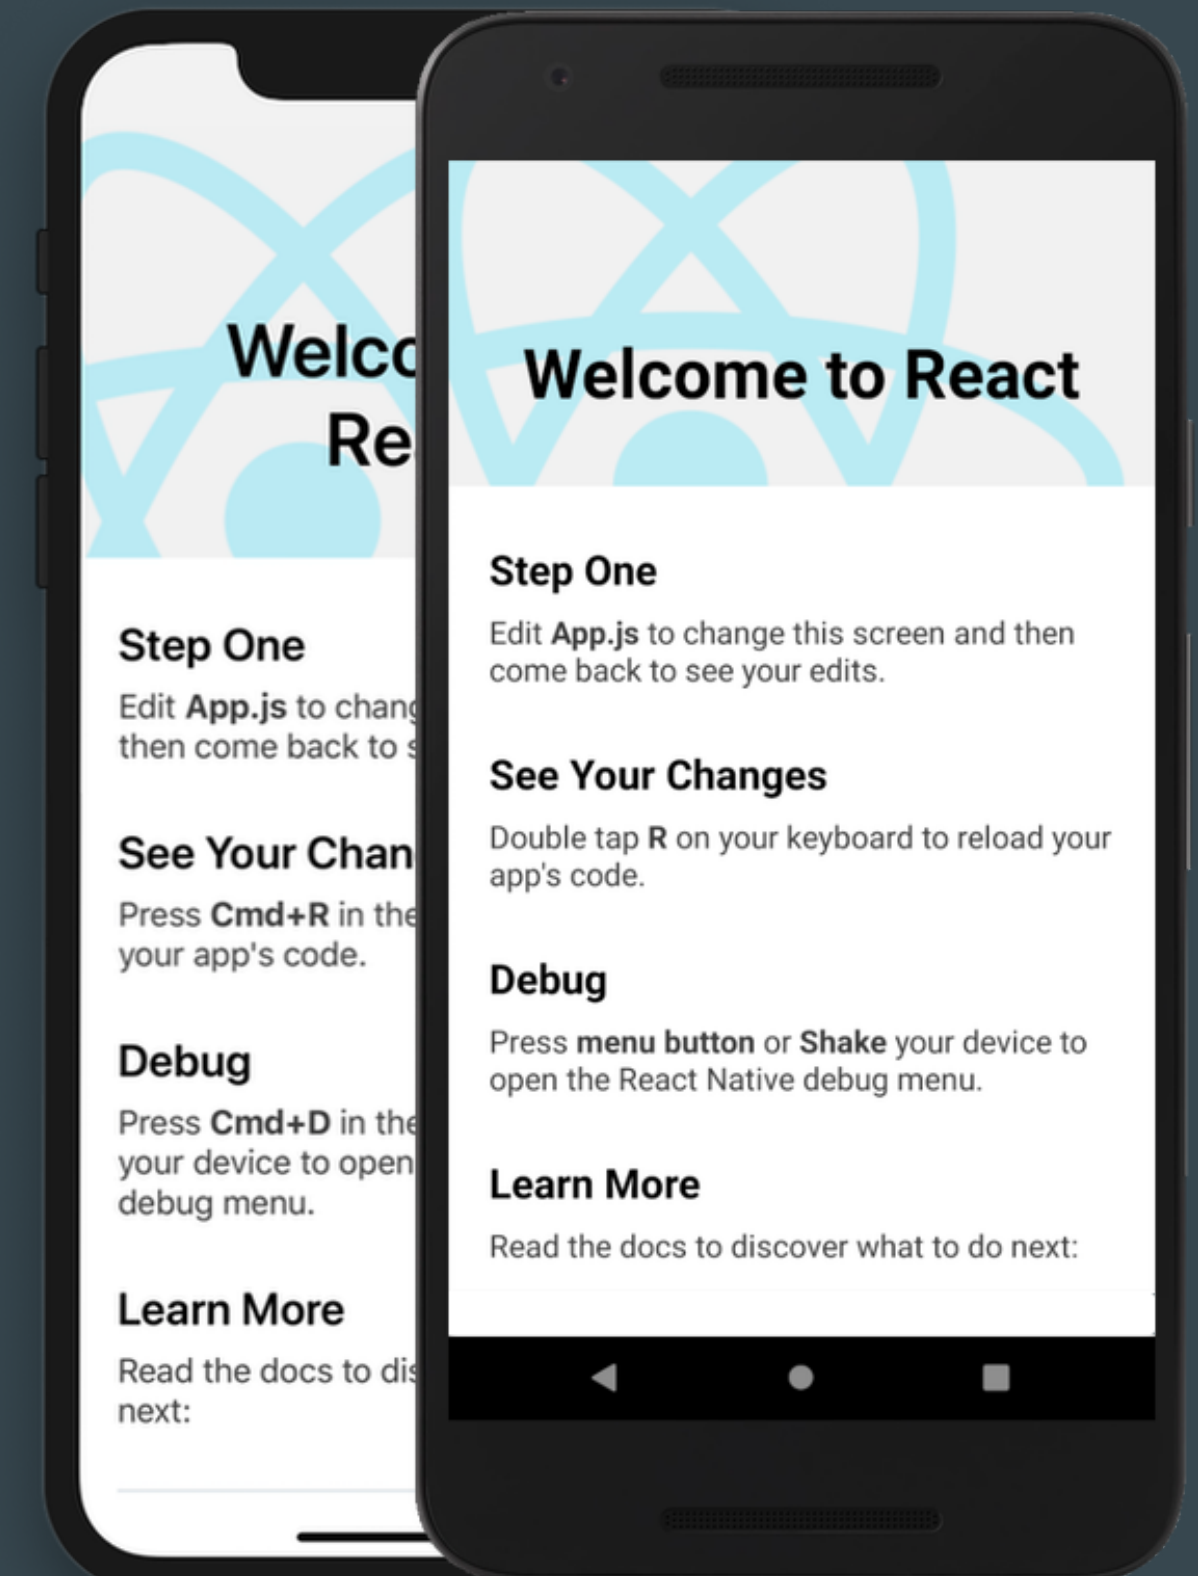 Welco
Re
Step One
Edit App.js to chang
then come back to s
See Your Chan
Press Cmd+R in the
your app's code.
Debug
Press Cmd+D in the
your device to open
debug menu.
Learn More
Read the docs to dis
next:
Welcome to React
Step One
Edit App.js to change this screen and then
come back to see your edits.
See Your Changes
Double tap R on your keyboard to reload your
app's code.
Debug
Press menu button or Shake your device to
open the React Native debug menu.
Learn More
Read the docs to discover what to do next: